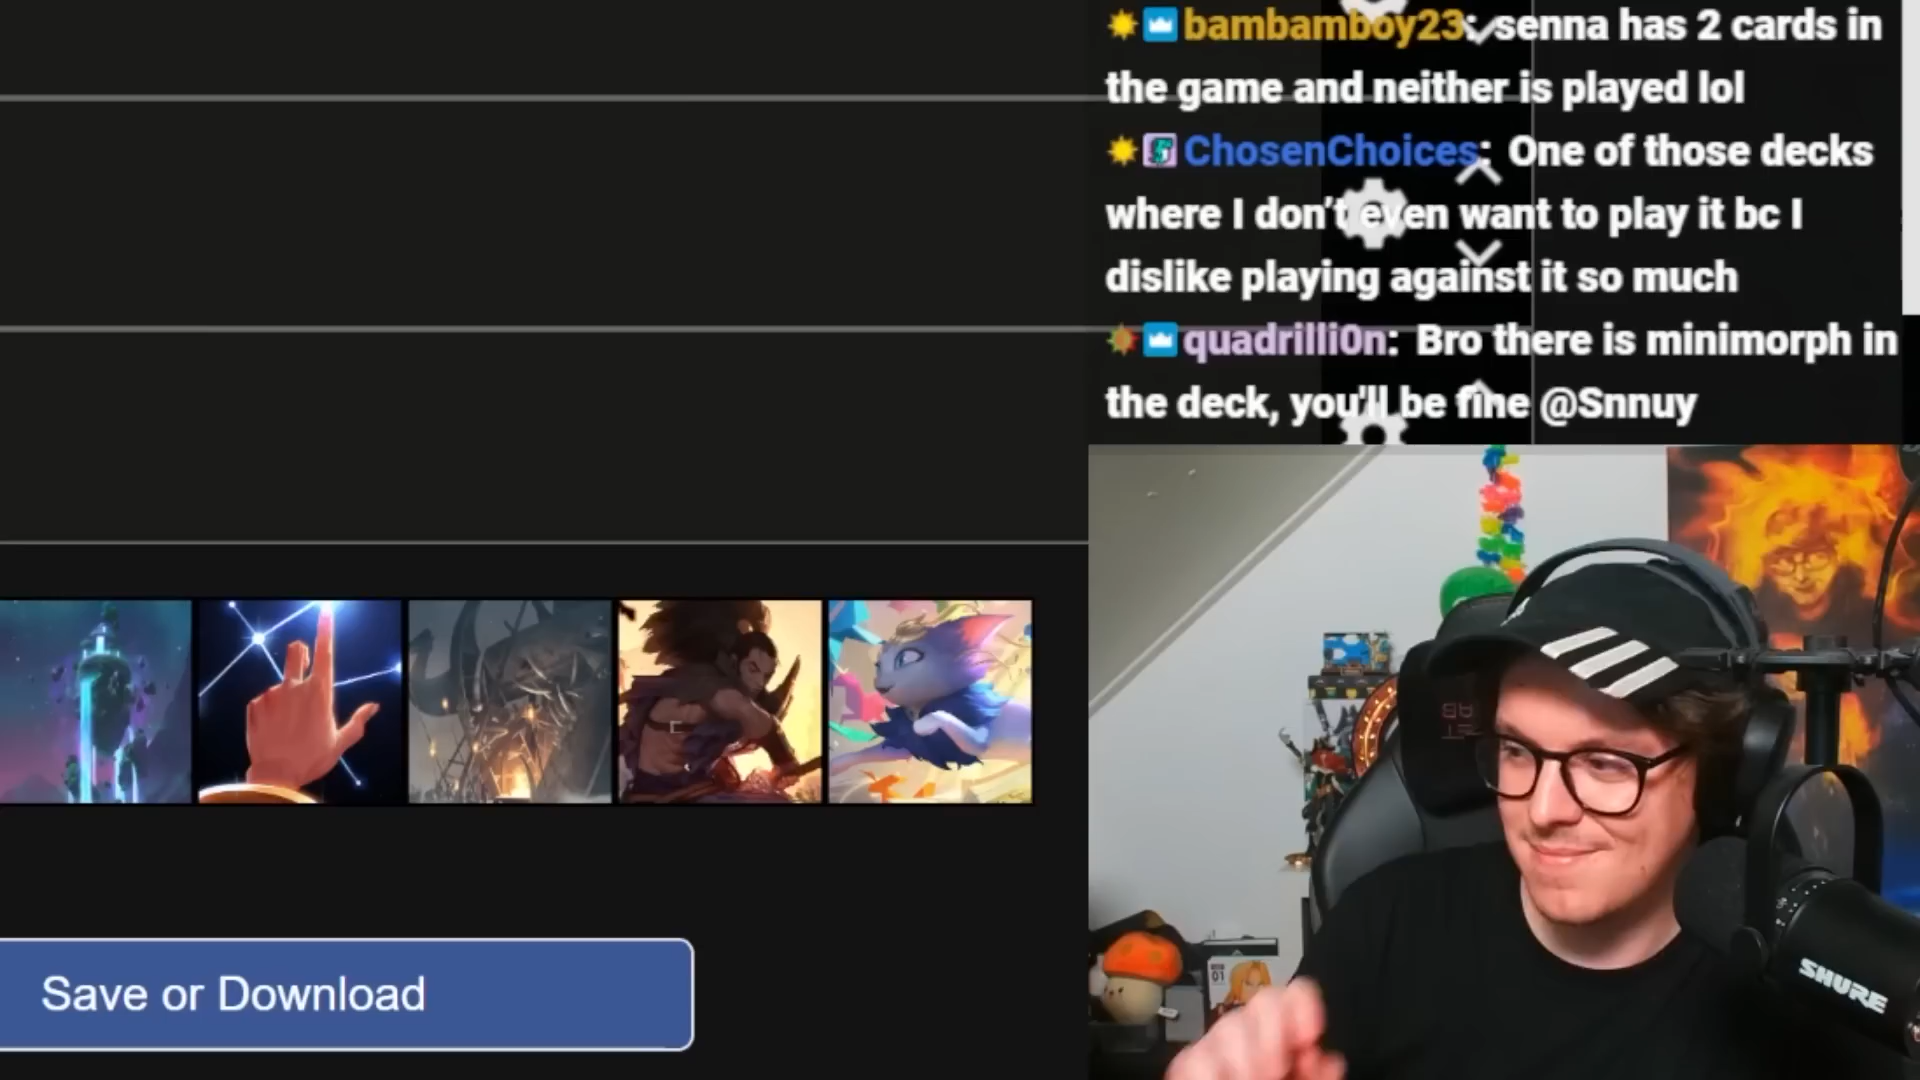 bambamboy23: senna has 2 cards in
the game and neither is played lol
ChosenChoices: One of those decks
where I don't even want to play it bc I
dislike playing against it so much
quadrilli0n: Bro there is minimorph in
the deck, you'll be fine @Snnuy
01
SHURE
Save or Download